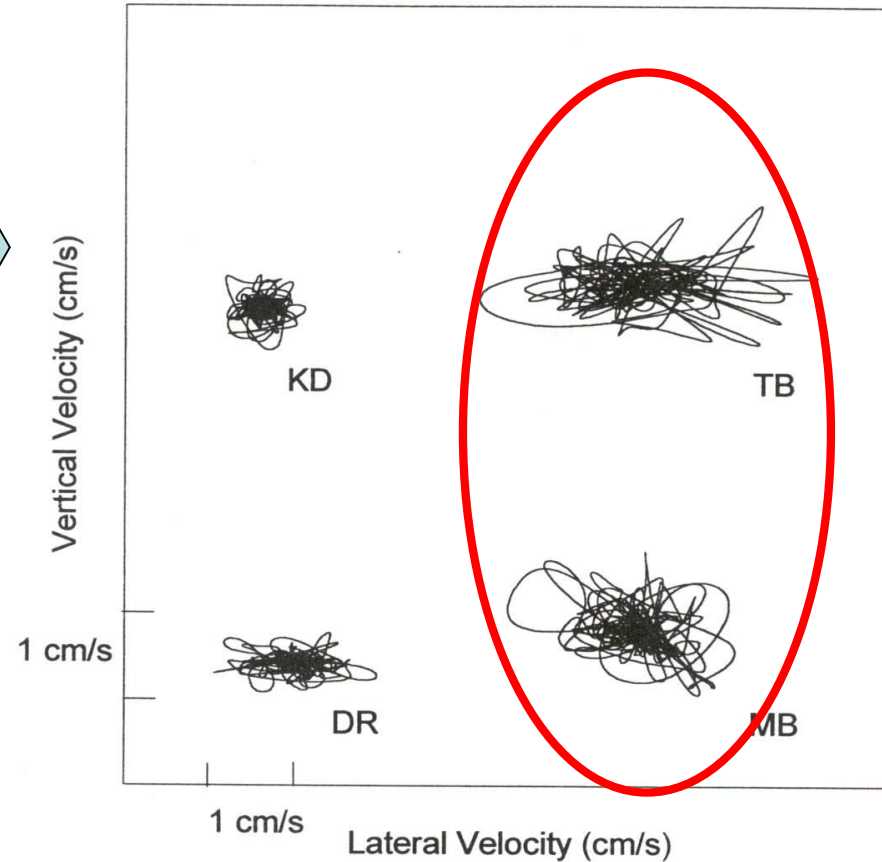 Vertical Velocity (cm/s)
KD
TB
1 cm/s
DR
MB
1 cm/s
Lateral Velocity (cm/s)